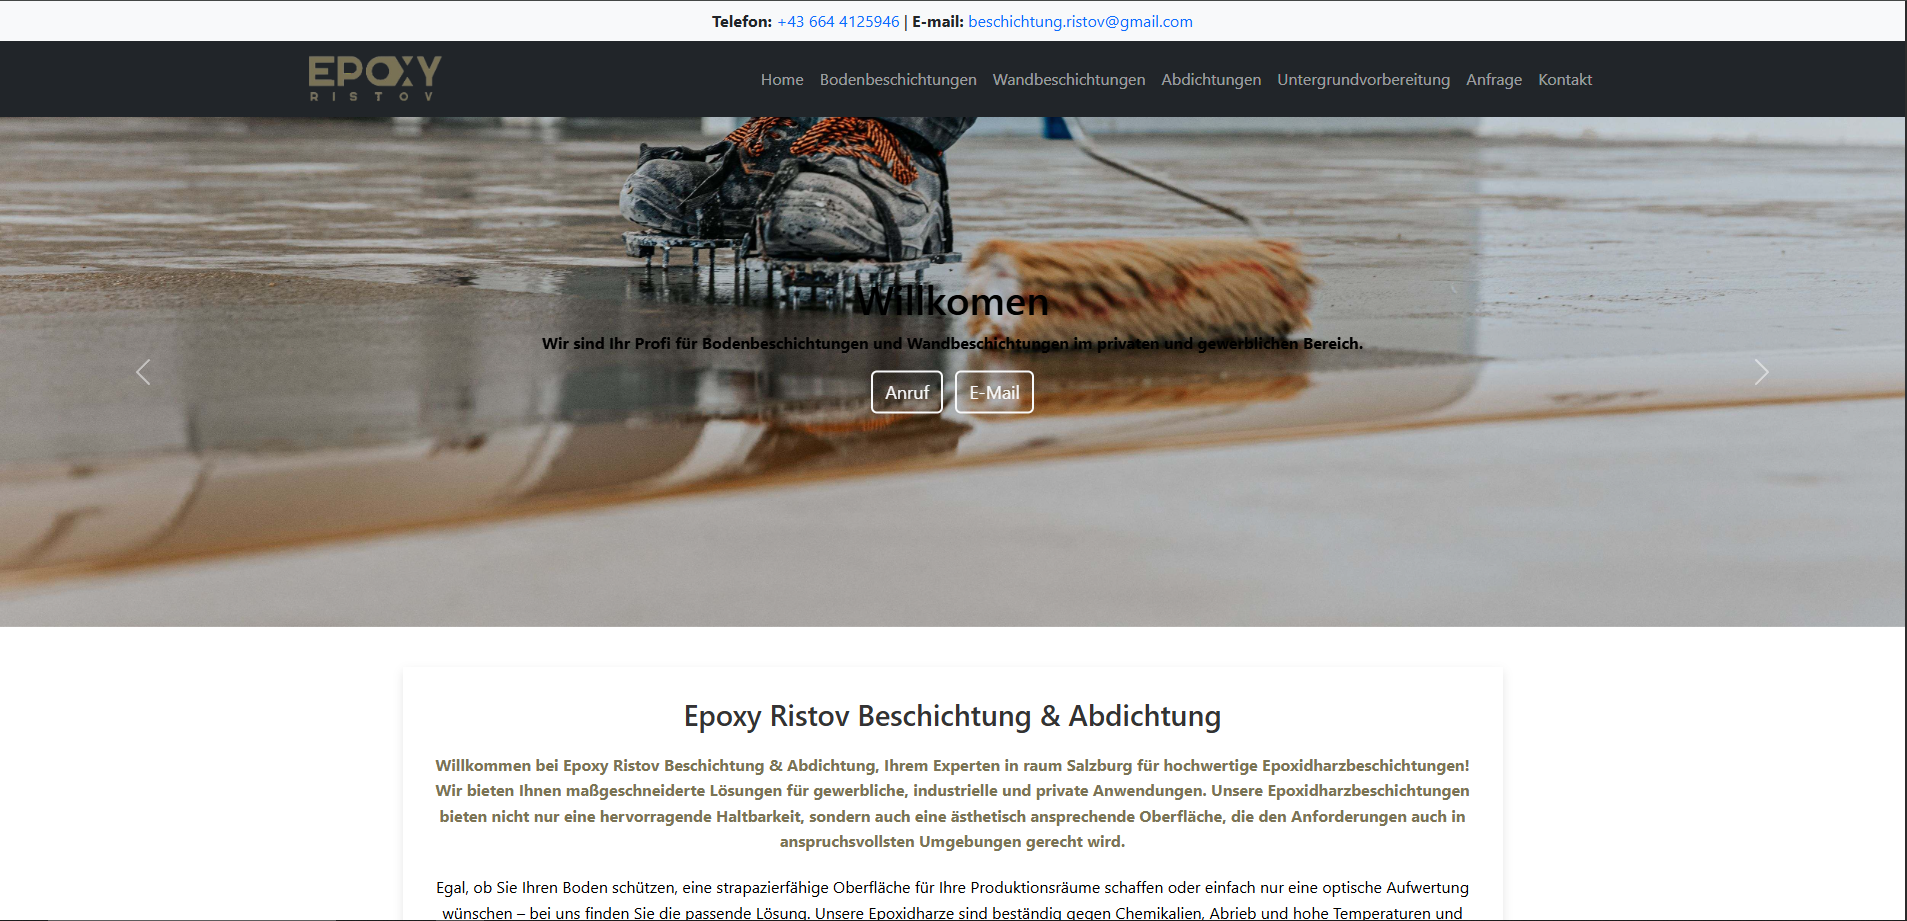 Telefon: +43 664 4125946 | E-mail: beschichtung.ristov@gmail.com
EPOXY
RISTOV
Home Bodenbeschichtungen Wandbeschichtungen Abdichtungen Untergrundvorbereitung Anfrage Kontakt
Willkomen
Wir sind Ihr Profi für Bodenbeschichtungen und Wandbeschichtungen im privaten und gewerblichen Bereich.
Anruf E-Mail
Epoxy Ristov Beschichtung & Abdichtung
Willkommen bei Epoxy Ristov Beschichtung & Abdichtung, Ihrem Experten in raum Salzburg für hochwertige Epoxidharzbeschichtungen!
Wir bieten Ihnen maßgeschneiderte Lösungen für gewerbliche, industrielle und private Anwendungen. Unsere Epoxidharzbeschichtungen
bieten nicht nur eine hervorragende Haltbarkeit, sondern auch eine ästhetisch ansprechende Oberfläche, die den Anforderungen auch in
anspruchsvollsten Umgebungen gerecht wird.
Egal, ob Sie Ihren Boden schützen, eine strapazierfähige Oberfläche für Ihre Produktionsräume schaffen oder einfach nur eine optische Aufwertung
wünschen – bei uns finden Sie die passende Lösung. Unsere Epoxidharze sind beständig gegen Chemikalien, Abrieb und hohe Temperaturen und